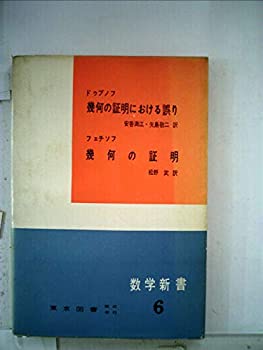 ドゥブノフ
幾何の証明における誤り
安香満江・矢島敬二 訳
フェチソフ
幾何の証明
松野 武 訳
数学新書
東京図書
6